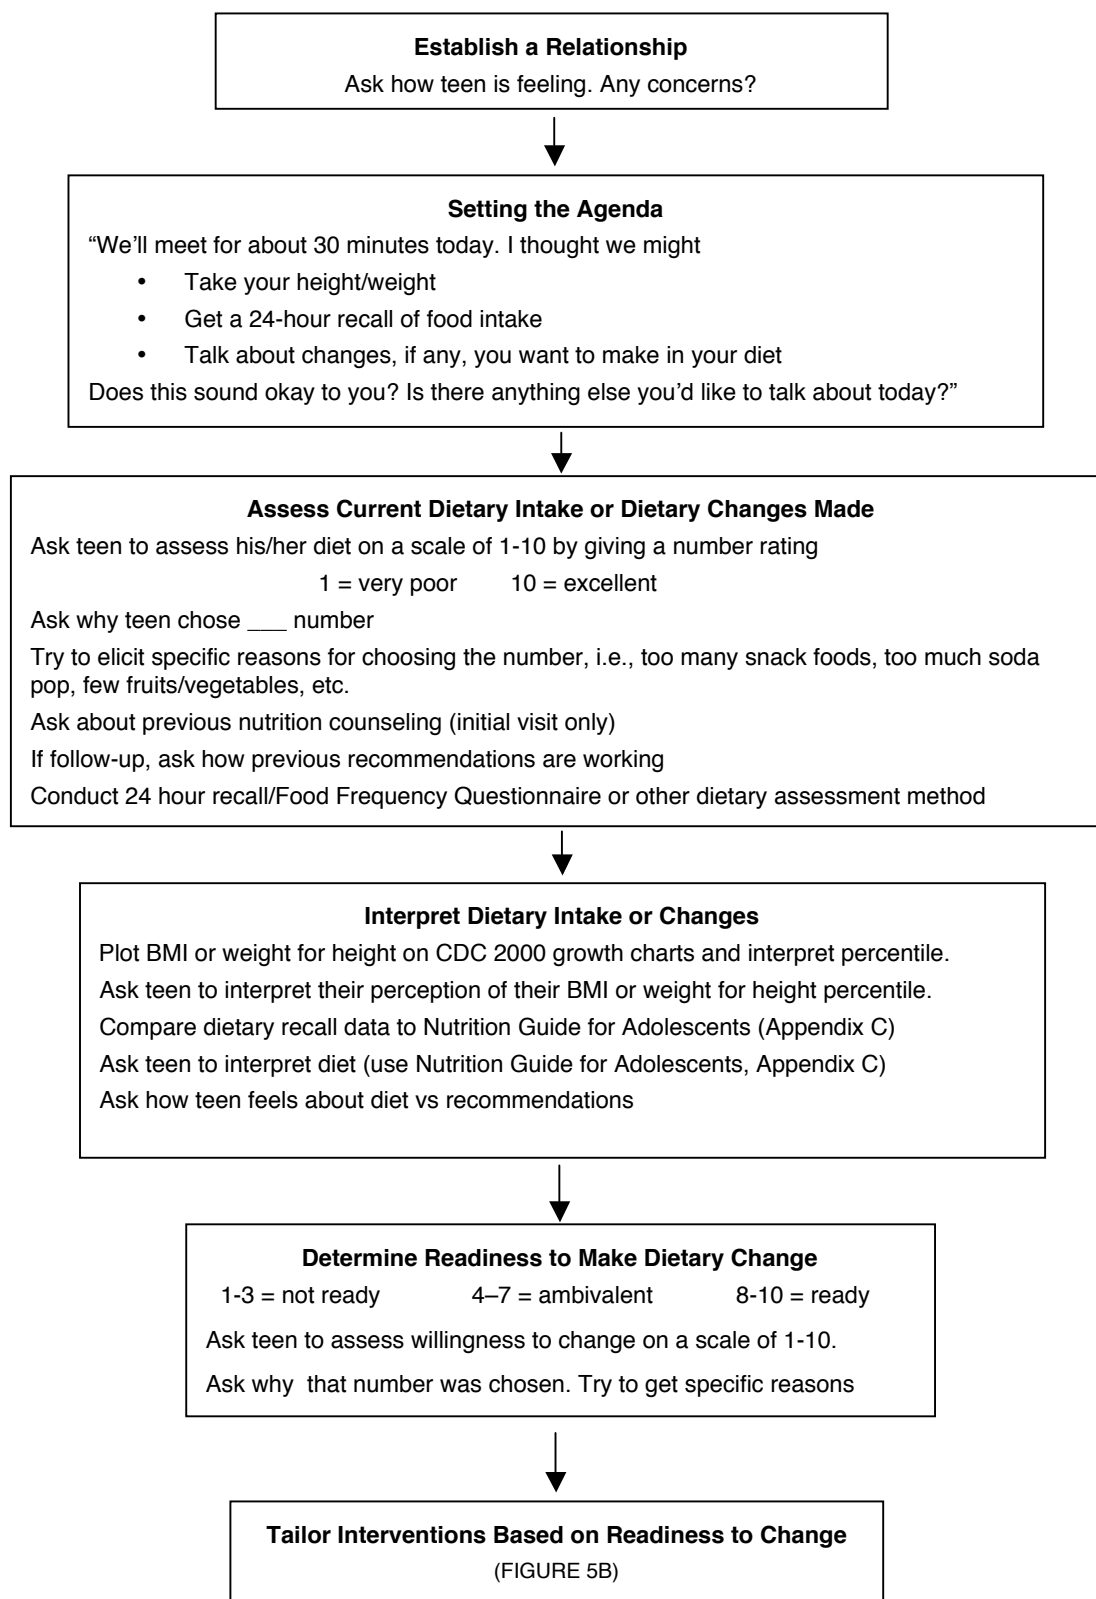 Establish a Relationship
Ask how teen is feeling. Any concerns?
Setting the Agenda
“We’ll meet for about 30 minutes today. I thought we might
• Take your height/weight
• Get a 24-hour recall of food intake
• Talk about changes, if any, you want to make in your diet
Does this sound okay to you? Is there anything else you’d like to talk about today?”
Assess Current Dietary Intake or Dietary Changes Made
Ask teen to assess his/her diet on a scale of 1-10 by giving a number rating
1 = very poor 10 = excellent
Ask why teen chose ___ number
Try to elicit specific reasons for choosing the number, i.e., too many snack foods, too much soda
pop, few fruits/vegetables, etc.
Ask about previous nutrition counseling (initial visit only)
If follow-up, ask how previous recommendations are working
Conduct 24 hour recall/Food Frequency Questionnaire or other dietary assessment method
Interpret Dietary Intake or Changes
Plot BMI or weight for height on CDC 2000 growth charts and interpret percentile.
Ask teen to interpret their perception of their BMI or weight for height percentile.
Compare dietary recall data to Nutrition Guide for Adolescents (Appendix C)
Ask teen to interpret diet (use Nutrition Guide for Adolescents, Appendix C)
Ask how teen feels about diet vs recommendations
Determine Readiness to Make Dietary Change
1-3 = not ready 4–7 = ambivalent 8-10 = ready
Ask teen to assess willingness to change on a scale of 1-10.
Ask why that number was chosen. Try to get specific reasons
Tailor Interventions Based on Readiness to Change
(FIGURE 5B)